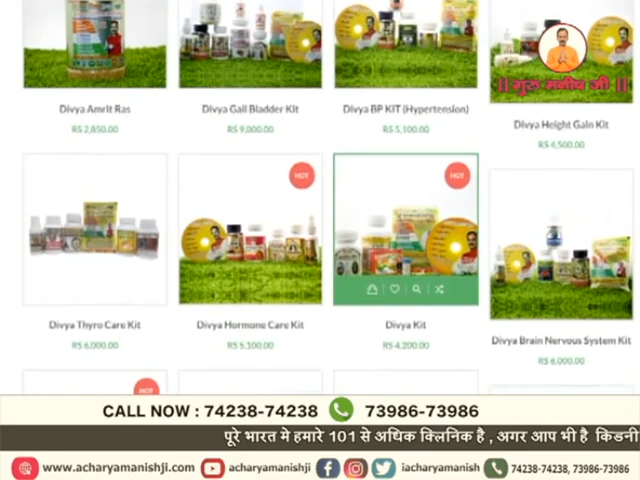 || गुरु मनीष जी ||
Divya Amrit Ras
RS 2,850.00
Divya Gall Bladder Kit
RS 9,000.00
Divya BP KIT (Hypertension)
RS 5,100.00
Divya Height Gain Kit
RS 4,500.00
HOT
HOT
Divya Thyro Care Kit
RS 6,000.00
Divya Hormone Care Kit
RS 5,100.00
Divya Kit
RS 4,200.00
Divya Brain Nervous System Kit
RS 6,000.00
HOT
CALL NOW : 74238-74238 73986-73986
पूरे भारत मे हमारे 101 से अधिक क्लिनिक है , अगर आप भी है किडनी
www.acharyamanishji.com acharyamanishji iacharyamanish 74238-74238, 73986-73986